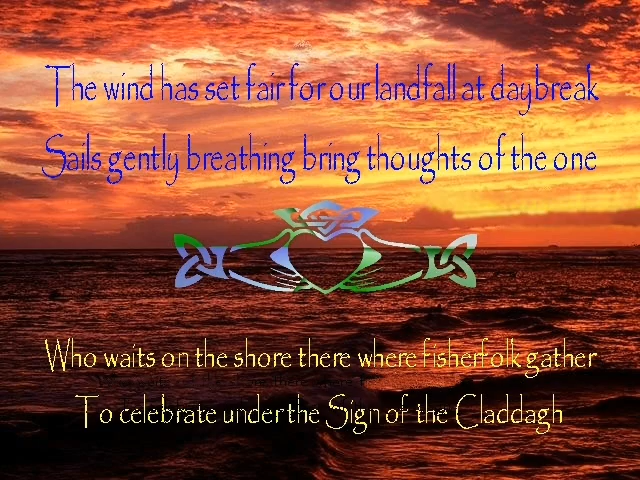 The wind has set fair for our landfall at daybreak
Sails gently breathing bring thoughts of the one
Who waits on the shore there where fisherfolk gather
To celebrate under the Sign of the Claddagh